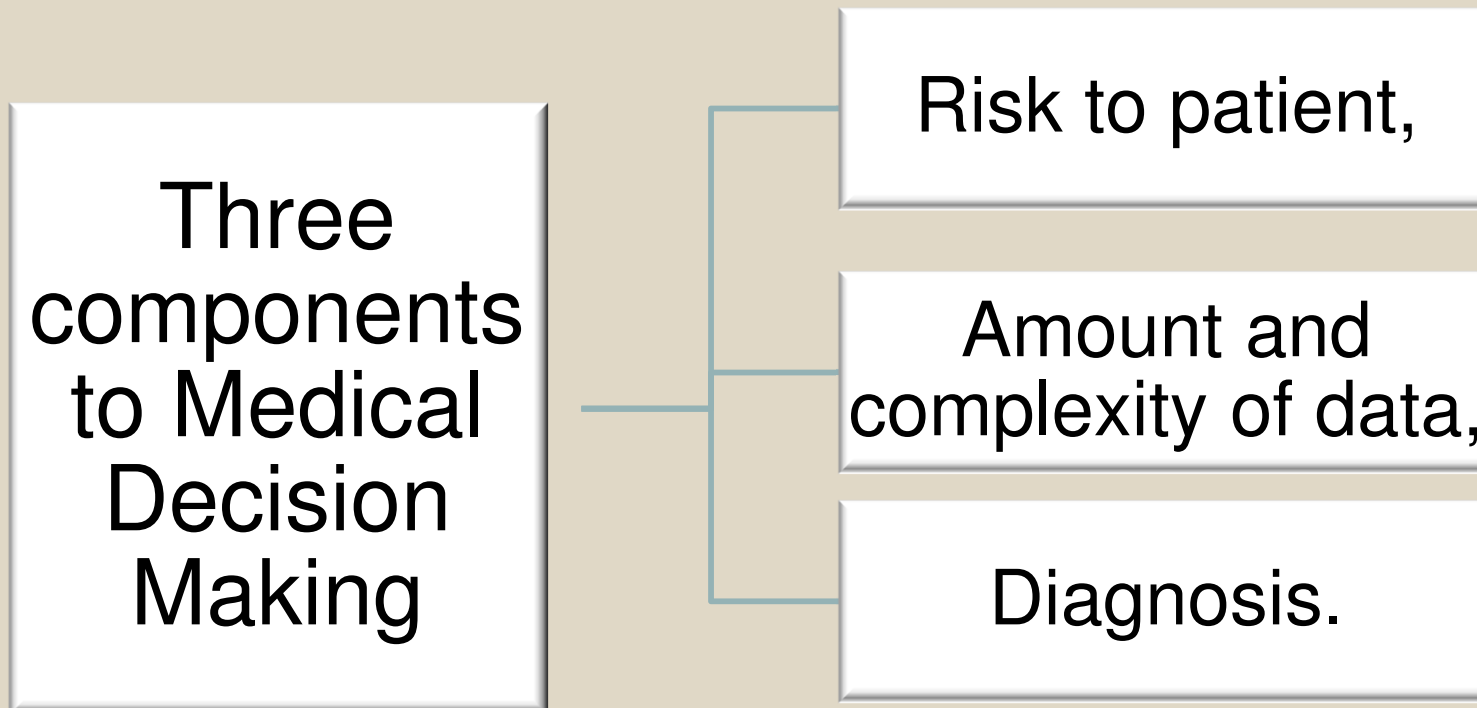 Three
components
to Medical
Decision
Making
Risk to patient,
Amount and
complexity of data,
Diagnosis.